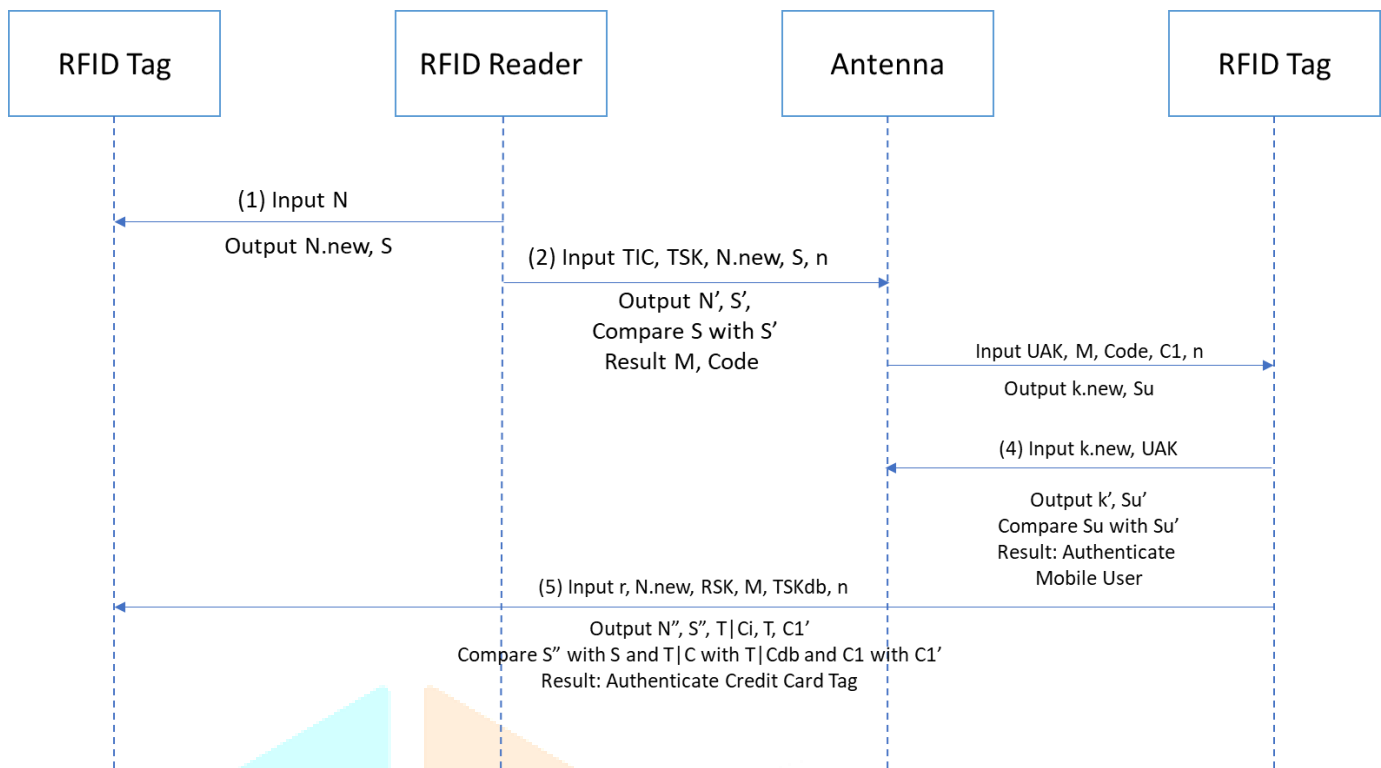 RFID Tag
RFID Reader
Antenna
RFID Tag
(1) Input N
Output N.new, S
(2) Input TIC, TSK, N.new, S, n
Output N’, S’,
Compare S with S’
Result M, Code
Input UAK, M, Code, C1, n
Output k.new, Su
(4) Input k.new, UAK
Output k’, Su’
Compare Su with Su’
Result: Authenticate
Mobile User
(5) Input r, N.new, RSK, M, TSKdb, n
Output N”, S”, T|Ci, T, C1’
Compare S” with S and T|C with T|Cdb and C1 with C1’
Result: Authenticate Credit Card Tag